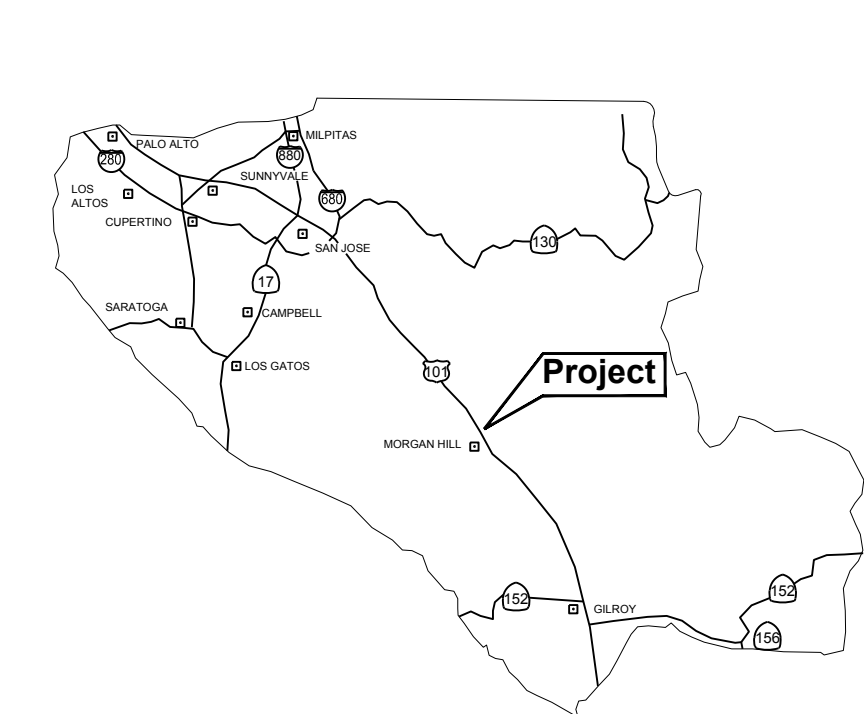 MILPITAS
PALO ALTO
880
280
SUNNYVALE
LOS
ALTOS
680
CUPERTINO
130
SAN JOSE
17
SARATOGA
CAMPBELL
LOS GATOS
101
Project
MORGAN HILL
152
152
GILROY
156